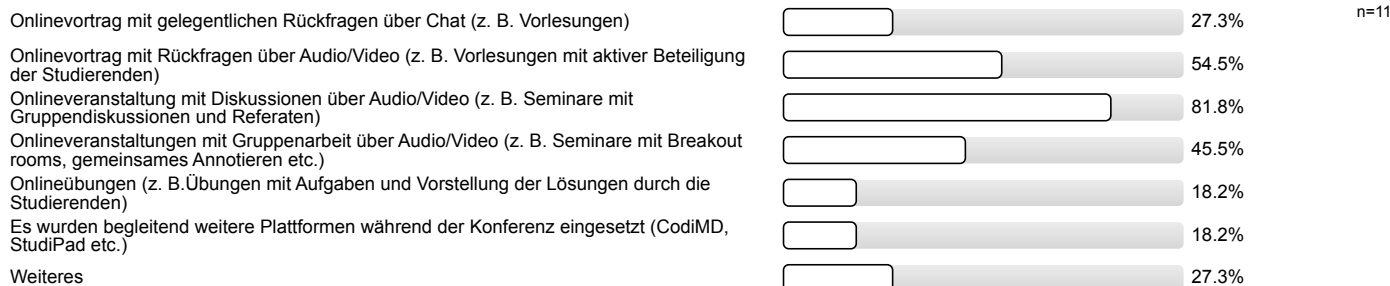 Onlinevortrag mit gelegentlichen Rückfragen über Chat (z. B. Vorlesungen) 27.3% n=11
Onlinevortrag mit Rückfragen über Audio/Video (z. B. Vorlesungen mit aktiver Beteiligung
der Studierenden) 54.5%
Onlineveranstaltung mit Diskussionen über Audio/Video (z. B. Seminare mit
Gruppendiskussionen und Referaten) 81.8%
Onlineveranstaltungen mit Gruppenarbeit über Audio/Video (z. B. Seminare mit Breakout
rooms, gemeinsames Annotieren etc.) 45.5%
Onlineübungen (z. B.Übungen mit Aufgaben und Vorstellung der Lösungen durch die
Studierenden) 18.2%
Es wurden begleitend weitere Plattformen während der Konferenz eingesetzt (CodiMD,
StudiPad etc.) 18.2%
Weiteres 27.3%